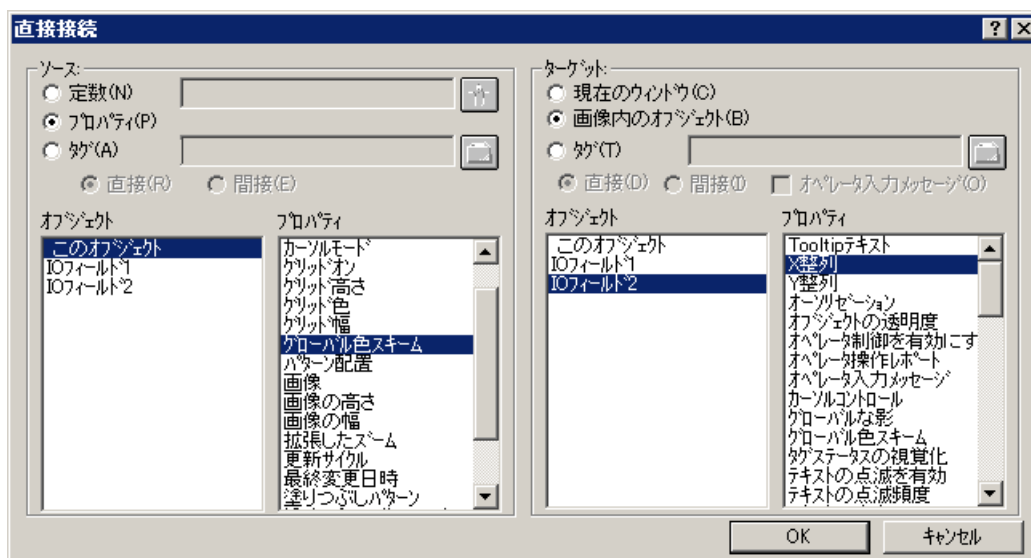 直接接続
ソース:
定数(N)
プロパティ(P)
タグ(A)
直接(R) 間接(E)
オブジェクト プロパティ
このオブジェクト
IOフィールド1
IOフィールド2
カーソルモード
グリッドオン
グリッド高さ
グリッド色
グリッド幅
グローバル色スキーム
パターン配置
画像
画像の高さ
画像の幅
拡張したズーム
更新サイクル
最終変更日時
塗りつぶしパターン
ターゲット:
現在のウィンドウ(C)
画像内のオブジェクト(B)
タグ(T)
直接(D) 間接(I) オペレータ入力メッセージ(O)
オブジェクト プロパティ
このオブジェクト
IOフィールド1
IOフィールド2
Tooltipテキスト
X整列
Y整列
オーソリゼーション
オブジェクトの透明度
オペレータ制御を有効にす
オペレータ操作レポート
オペレータ入力メッセージ
カーソルコントロール
グローバルな影
グローバル色スキーム
タグステータスの視覚化
テキストの点滅を有効
テキストの点滅頻度
OK キャンセル